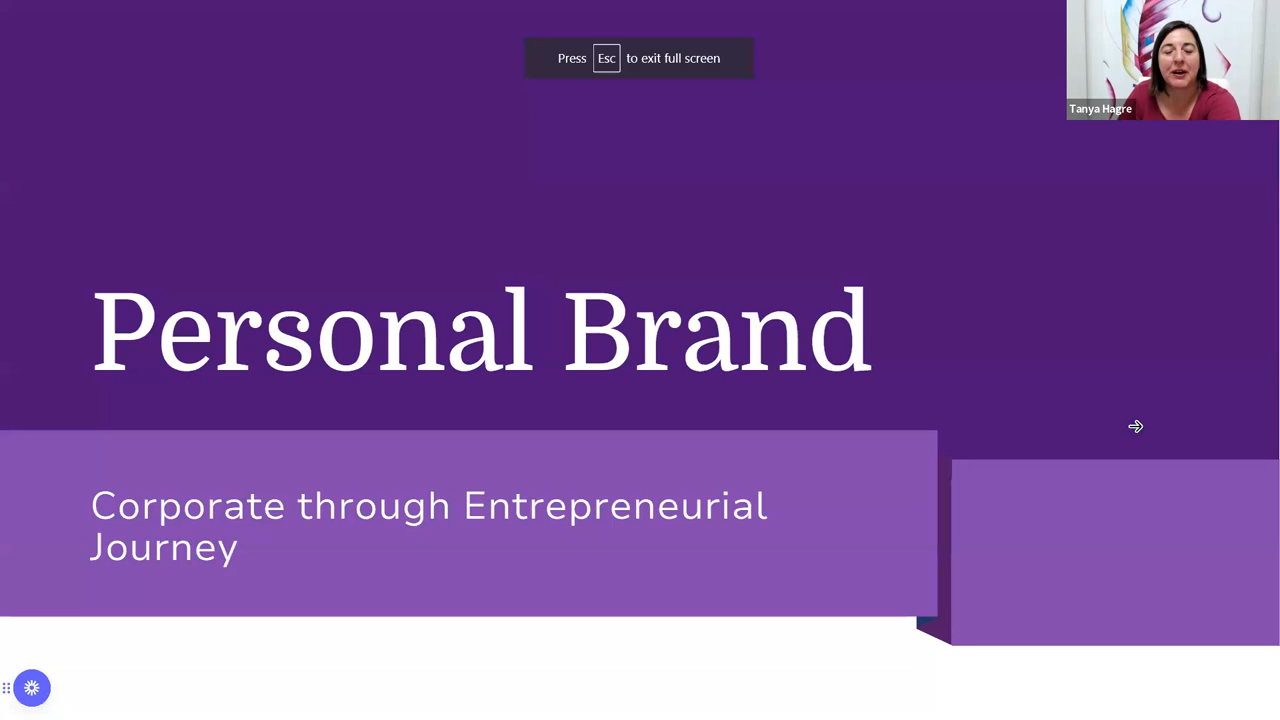 Press Esc to exit full screen
Tanya Hagre
Personal Brand
Corporate through Entrepreneurial
Journey